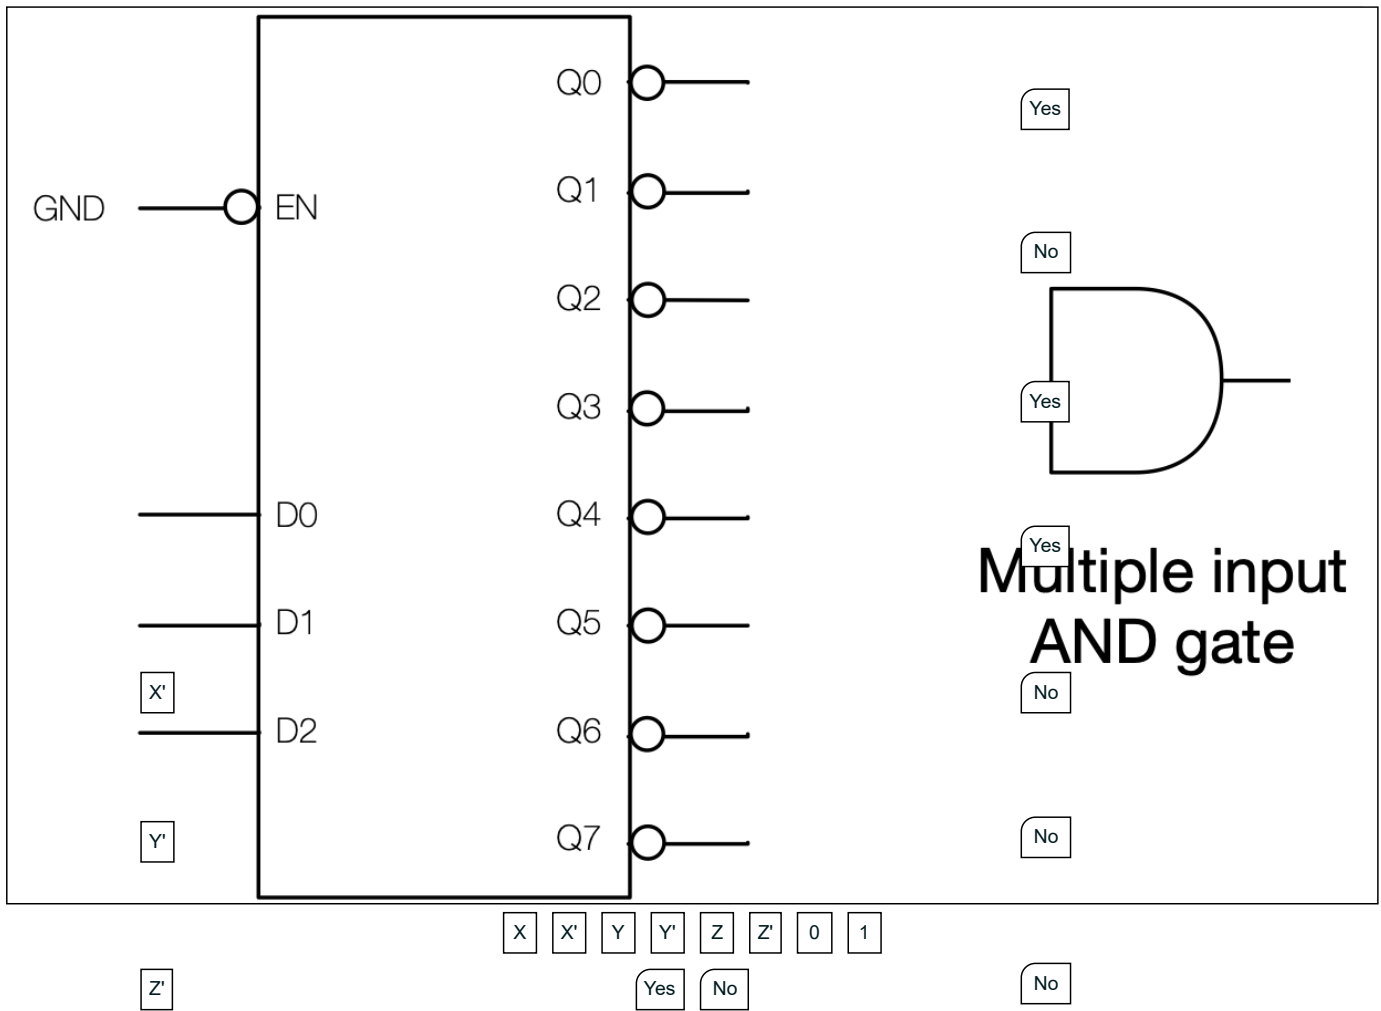 Q0
Yes
Q1
GND
EN
No
Q2
Q3
Yes
D0
Q4
Yes
Multiple input
AND gate
D1
Q5
X'
No
D2
Q6
Y'
Q7
No
X X' Y Y' Z Z' 0 1
Z'
Yes No
No